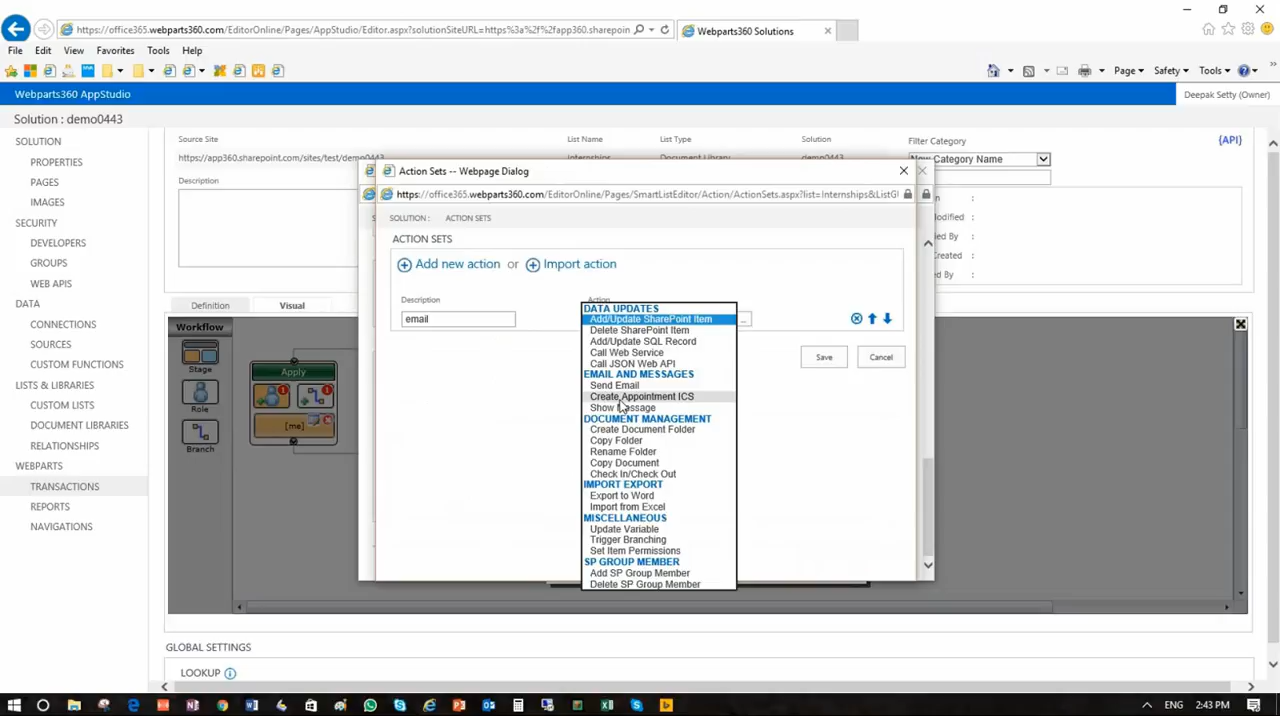 https://office365.webparts360.com/EditorOnline/Pages/AppStudio/Editor.aspx?solutionSiteURL=https%3a%2f%2fapp360.sharepoin
Webparts360 Solutions
File Edit View Favorites Tools Help
Page Safety Tools
Webparts360 AppStudio
Deepak Setty (Owner)
Solution : demo0443
SOLUTION
PROPERTIES
PAGES
IMAGES
SECURITY
DEVELOPERS
GROUPS
WEB APIS
DATA
CONNECTIONS
SOURCES
CUSTOM FUNCTIONS
LISTS & LIBRARIES
CUSTOM LISTS
DOCUMENT LIBRARIES
RELATIONSHIPS
WEBPARTS
TRANSACTIONS
REPORTS
NAVIGATIONS
Source Site
List Name
List Type
Solution
Filter Category
(API)
https://app360.sharepoint.com/sites/test/demo0443
Internships
Document Library
demo0443
New Category Name
Description
Created
Definition
Visual
Workflow
Stage
Role
Branch
Apply
[me]
Action Sets -- Webpage Dialog
https://office365.webparts360.com/EditorOnline/Pages/SmartListEditor/Action/ActionSets.aspx?list=Internships&ListGU
SOLUTION :
ACTION SETS
ACTION SETS
Add new action or Import action
Description
Action
email
...
Save
Cancel
DATA UPDATES
Add/Update SharePoint Item
Delete SharePoint Item
Add/Update SQL Record
Call Web Service
Call JSON Web API
EMAIL AND MESSAGES
Send Email
Create Appointment ICS
Show Message
DOCUMENT MANAGEMENT
Create Document Folder
Copy Folder
Rename Folder
Copy Document
Check In/Check Out
IMPORT EXPORT
Export to Word
Import from Excel
MISCELLANEOUS
Update Variable
Trigger Branching
Set Item Permissions
SP GROUP MEMBER
Add SP Group Member
Delete SP Group Member
GLOBAL SETTINGS
LOOKUP
ENG 2:43 PM